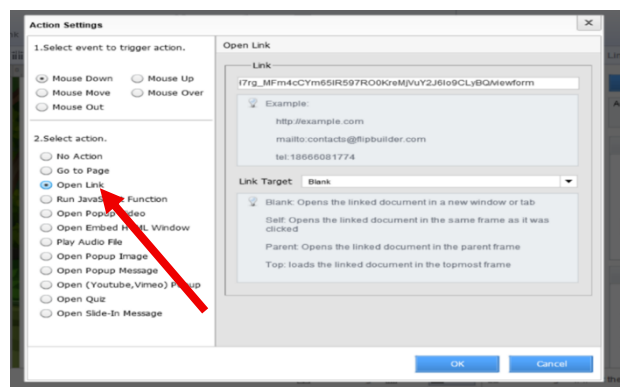 Action Settings
1.Select event to trigger action.
Mouse Down
Mouse Up
Mouse Move
Mouse Over
Mouse Out
2.Select action.
No Action
Go to Page
Open Link
Run Function
Open Popup
Open Embed Window
Play Audio File
Open Popup Image
Open Popup Message
Open (Youtube,Vimeo)
Open Quiz
Open Slide-In Message
Open Link
Link
Example:
http://example.com
mailto:contacts@flipbuilder.com
tel:18666081774
Link Target
Blank
Blank: Opens the linked document in a new window or tab
Self: Opens the linked document in the same frame as it was
clicked
Parent: Opens the linked document in the parent frame
Top: loads the linked document in the topmost frame
OK
Cancel